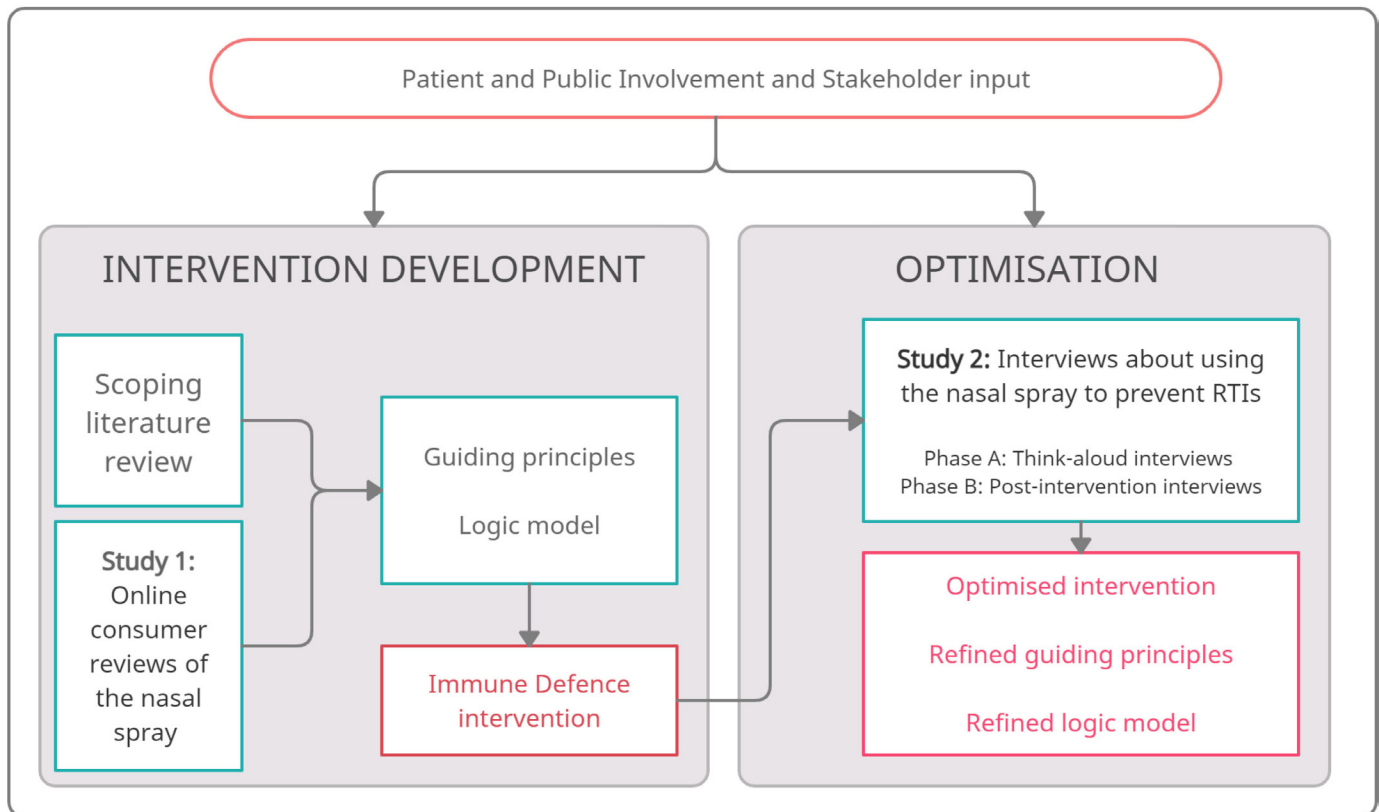 Patient and Public Involvement and Stakeholder input
INTERVENTION DEVELOPMENT
Scoping
literature
review
Study 1:
Online
consumer
reviews of
the nasal
spray
Guiding principles
Logic model
Immune Defence
intervention
OPTIMISATION
Study 2: Interviews about using
the nasal spray to prevent RTIs
Phase A: Think-aloud interviews
Phase B: Post-intervention interviews
Optimised intervention
Refined guiding principles
Refined logic model